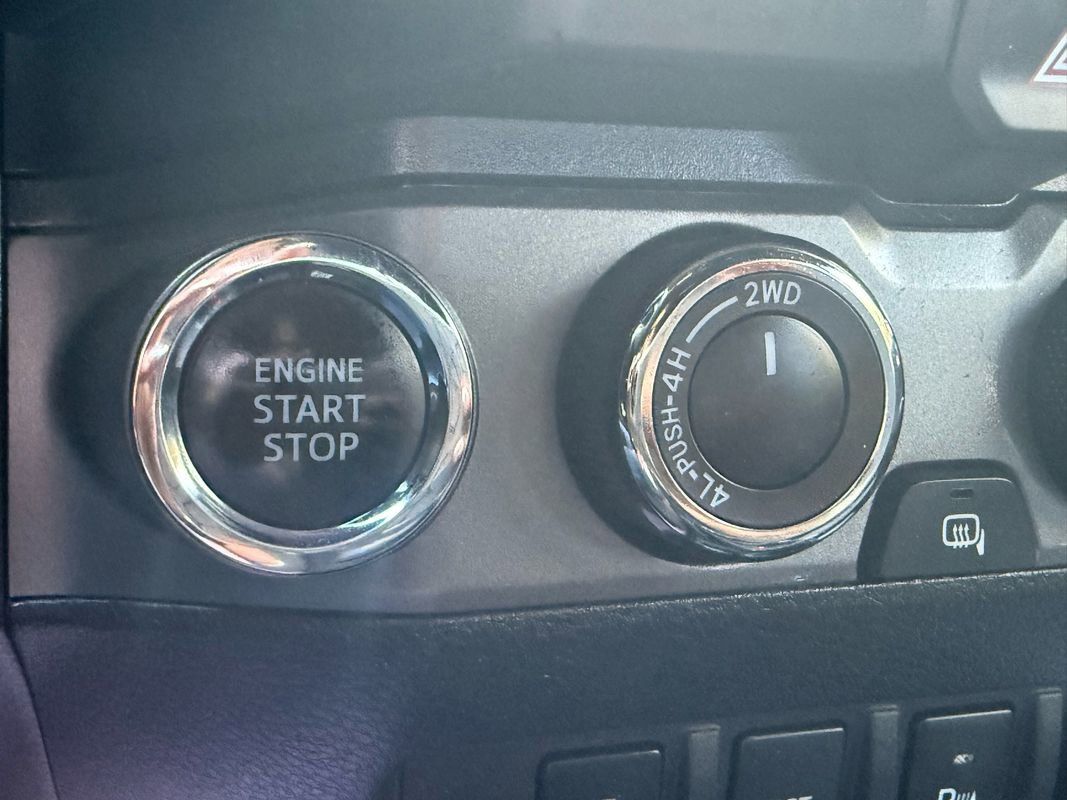 ENGINE
START
STOP
2WD
4L-PUSH-4H